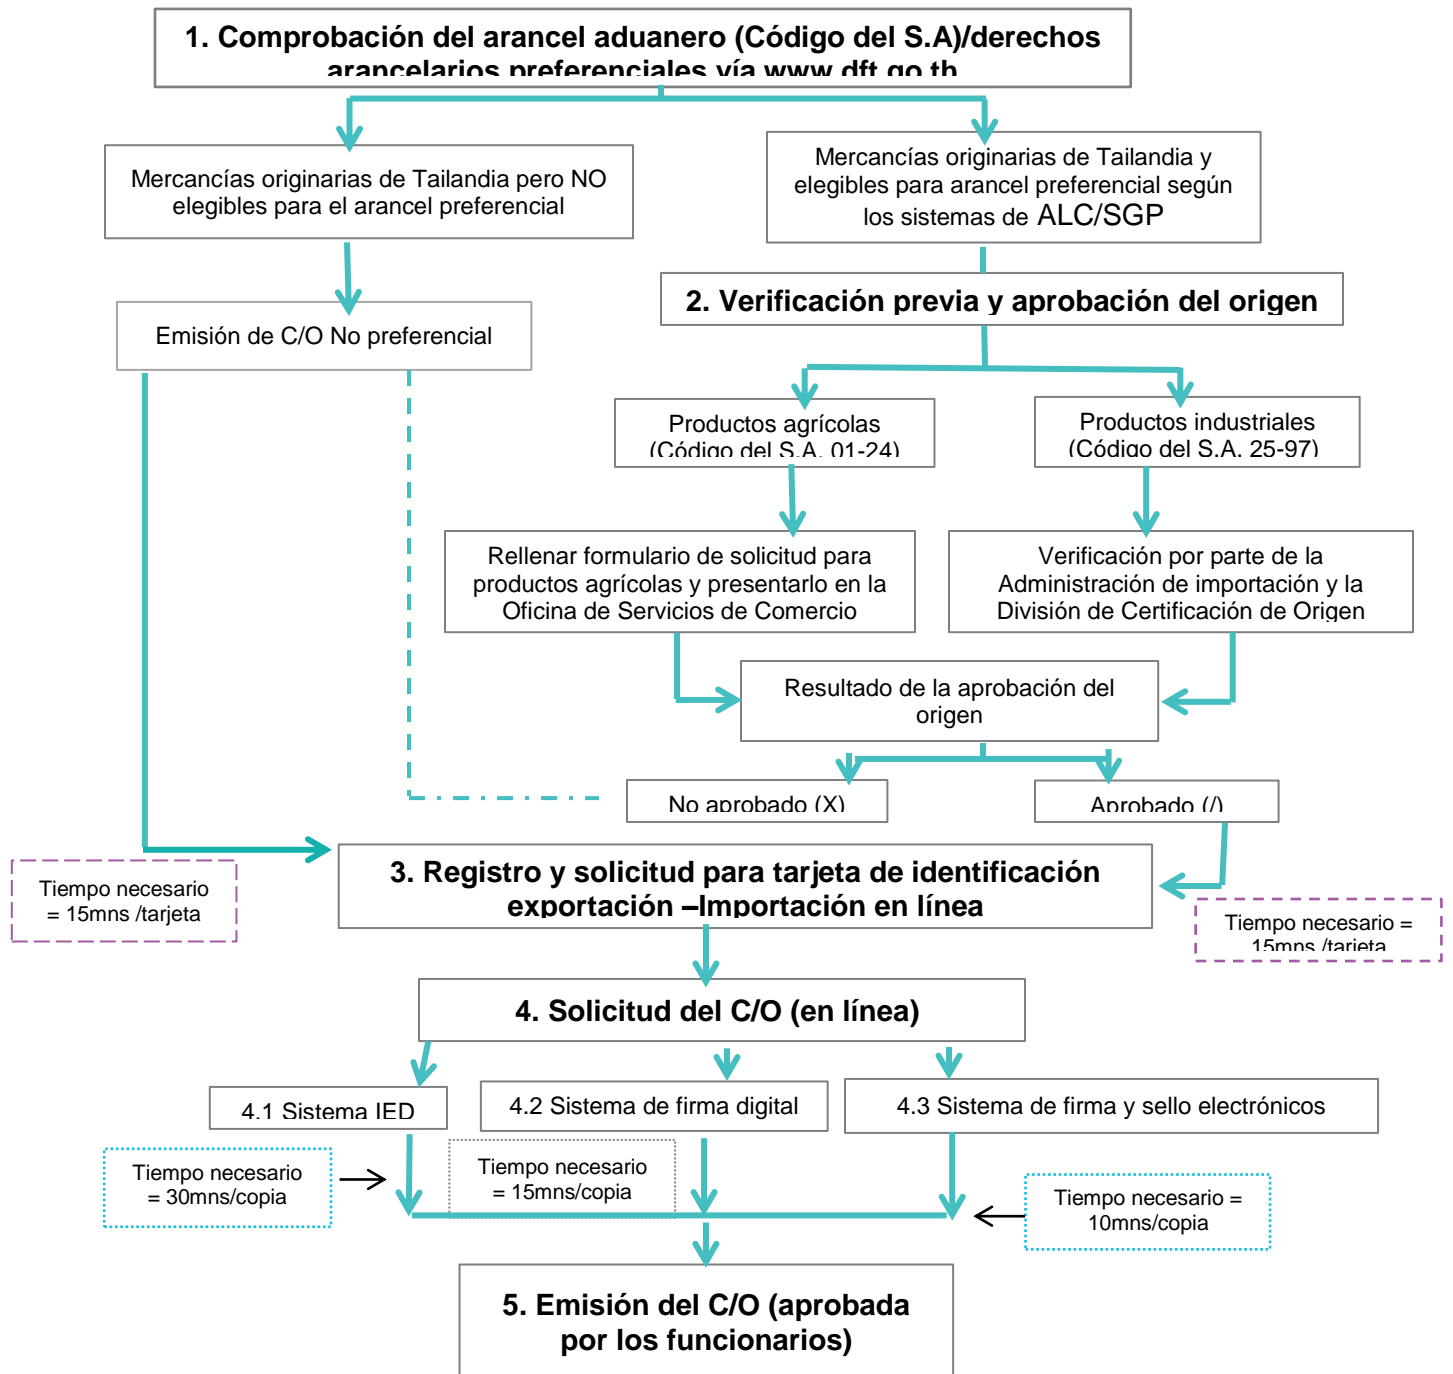 1. Comprobación del arancel aduanero (Código del S.A)/derechos
arancelarios preferenciales vía www.dft.go.th
Mercancías originarias de Tailandia pero NO
elegibles para el arancel preferencial
Mercancías originarias de Tailandia y
elegibles para arancel preferencial según
los sistemas de ALC/SGP
2. Verificación previa y aprobación del origen
Emisión de C/O No preferencial
Productos agrícolas
(Código del S.A. 01-24)
Productos industriales
(Código del S.A. 25-97)
Rellenar formulario de solicitud para
productos agrícolas y presentarlo en la
Oficina de Servicios de Comercio
Verificación por parte de la
Administración de importación y la
División de Certificación de Origen
Resultado de la aprobación del
origen
No aprobado (X)
Aprobado (/)
3. Registro y solicitud para tarjeta de identificación
exportación –Importación en línea
Tiempo necesario
= 15mns /tarjeta
Tiempo necesario =
15mns /tarjeta
4. Solicitud del C/O (en línea)
4.1 Sistema IED
4.2 Sistema de firma digital
4.3 Sistema de firma y sello electrónicos
Tiempo necesario
= 30mns/copia
Tiempo necesario
= 15mns/copia
Tiempo necesario =
10mns/copia
5. Emisión del C/O (aprobada
por los funcionarios)